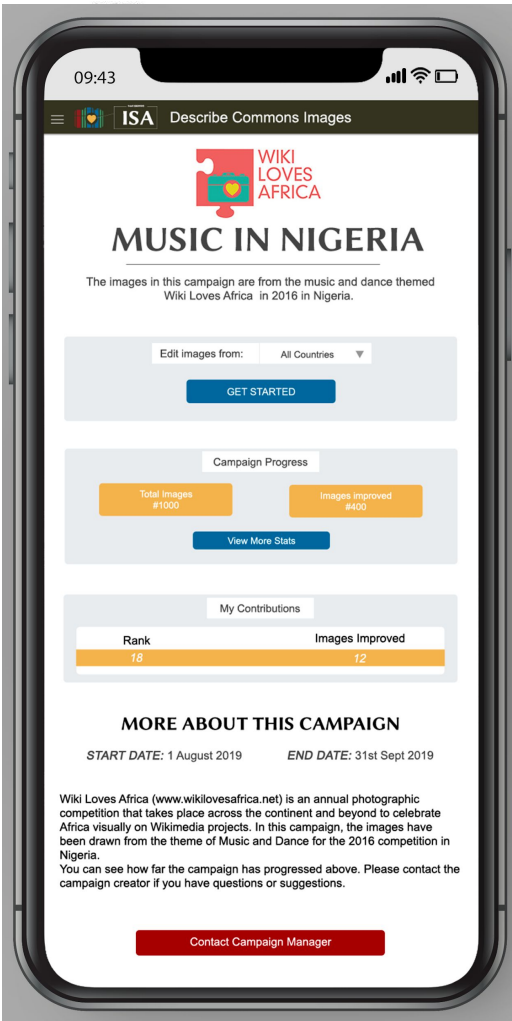 09:43
ISA Describe Commons Images
WIKI
LOVES
AFRICA
MUSIC IN NIGERIA
The images in this campaign are from the music and dance themed
Wiki Loves Africa in 2016 in Nigeria.
Edit images from: All Countries
GET STARTED
Campaign Progress
Total Images
#1000
Images improved
#400
View More Stats
My Contributions
Rank Images Improved
18 12
MORE ABOUT THIS CAMPAIGN
START DATE: 1 August 2019 END DATE: 31st Sept 2019
Wiki Loves Africa (www.wikilovesafrica.net) is an annual photographic
competition that takes place across the continent and beyond to celebrate
Africa visually on Wikimedia projects. In this campaign, the images have
been drawn from the theme of Music and Dance for the 2016 competition in
Nigeria.
You can see how far the campaign has progressed above. Please contact the
campaign creator if you have questions or suggestions.
Contact Campaign Manager